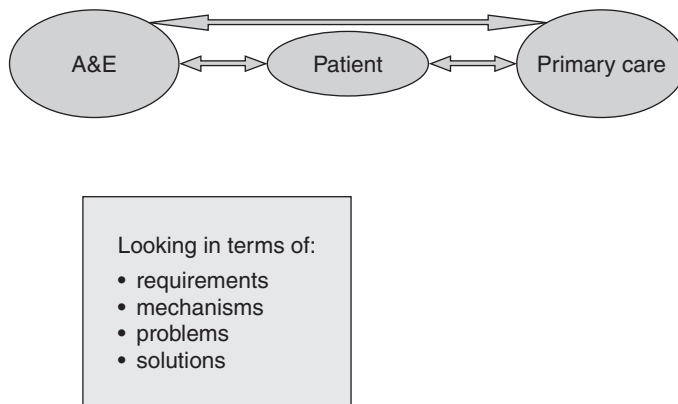 A&E
Patient
Primary care
Looking in terms of:
• requirements
• mechanisms
• problems
• solutions